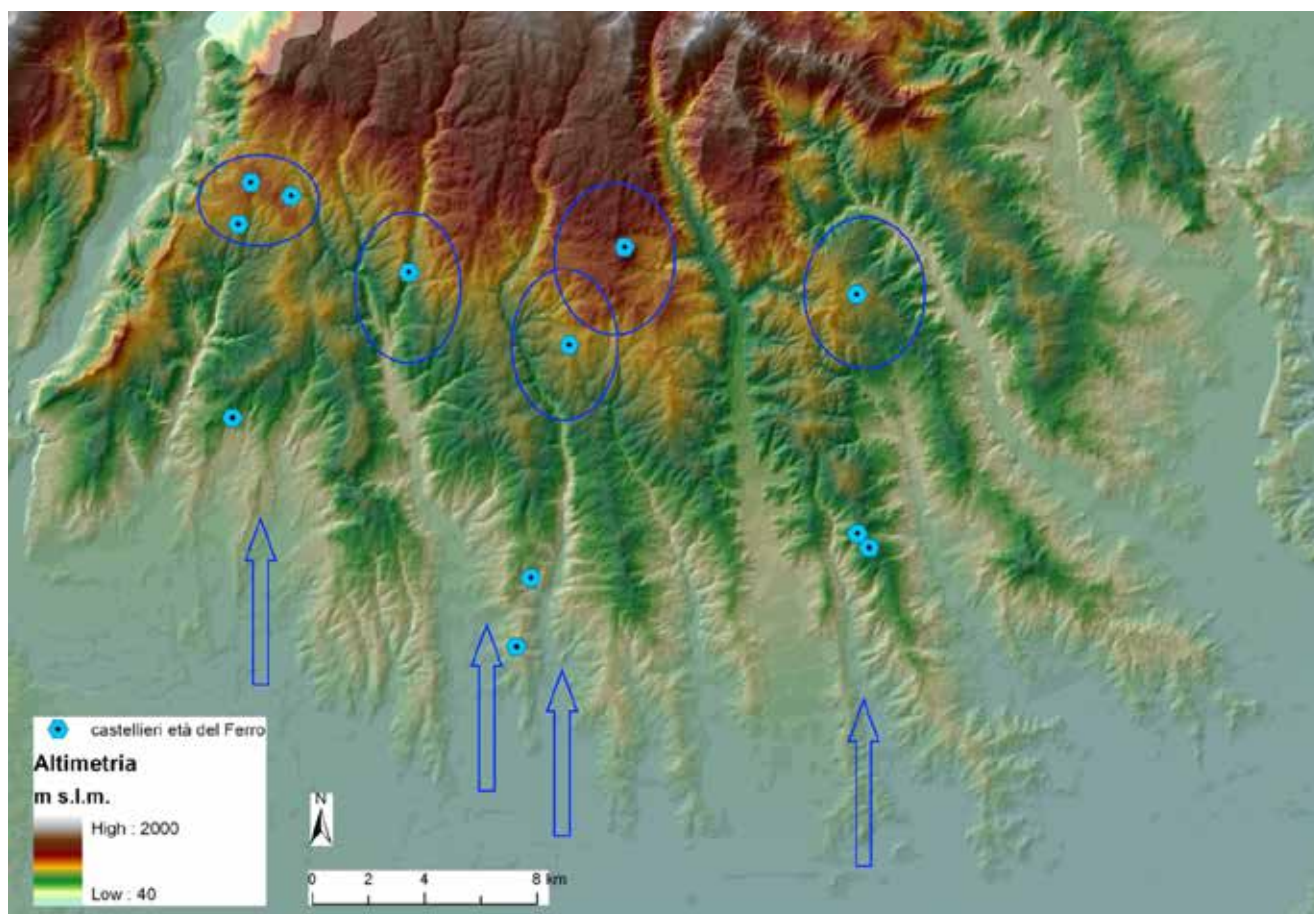 castellieri età del Ferro
Altimetria
m s.l.m.
High : 2000
Low : 40
N
0 2 4 8 km